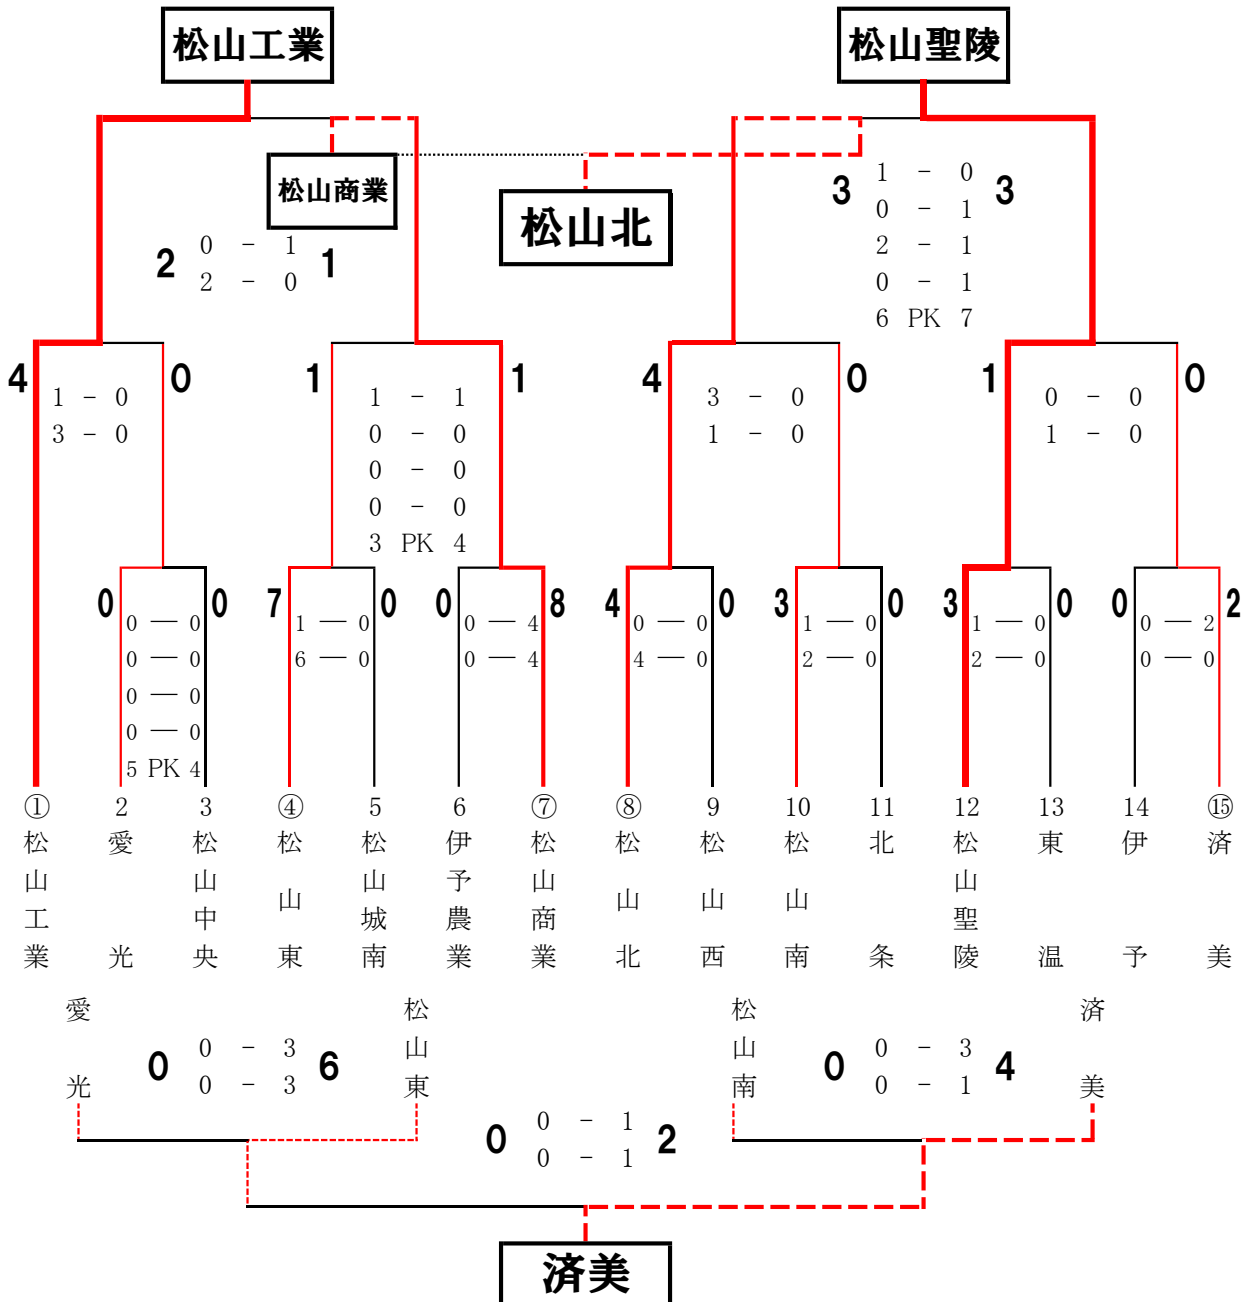 松山工業
松山聖陵
松山商業
松山北
2
0 - 1
2 - 0
1
3
1 - 0
0 - 1
2 - 1
0 - 1
6 PK 7
3
4
1 - 0
3 - 0
0
1
1 - 1
0 - 0
0 - 0
0 - 0
3 PK 4
1
4
3 - 0
1 - 0
0
1
0 - 0
1 - 0
0
0
0 — 0
0 — 0
0 — 0
0 — 0
5 PK 4
0
7
1 — 0
6 — 0
0
0
0 — 4
0 — 4
8
4
0 — 0
4 — 0
0
3
1 — 0
2 — 0
0
3
1 — 0
2 — 0
0
0
0 — 2
0 — 0
2
①
松山工業
2
愛光
3
松山中央
④
松山東
5
松山城南
6
伊予農業
⑦
松山商業
⑧
松山北
9
松山西
10
松山南
11
北条
12
松山聖陵
13
東温
14
伊予
⑮
済美
愛光
0
0 - 3
0 - 3
6
松山東
松山南
0
0 - 3
0 - 1
4
済美
0
0 - 1
0 - 1
2
済美